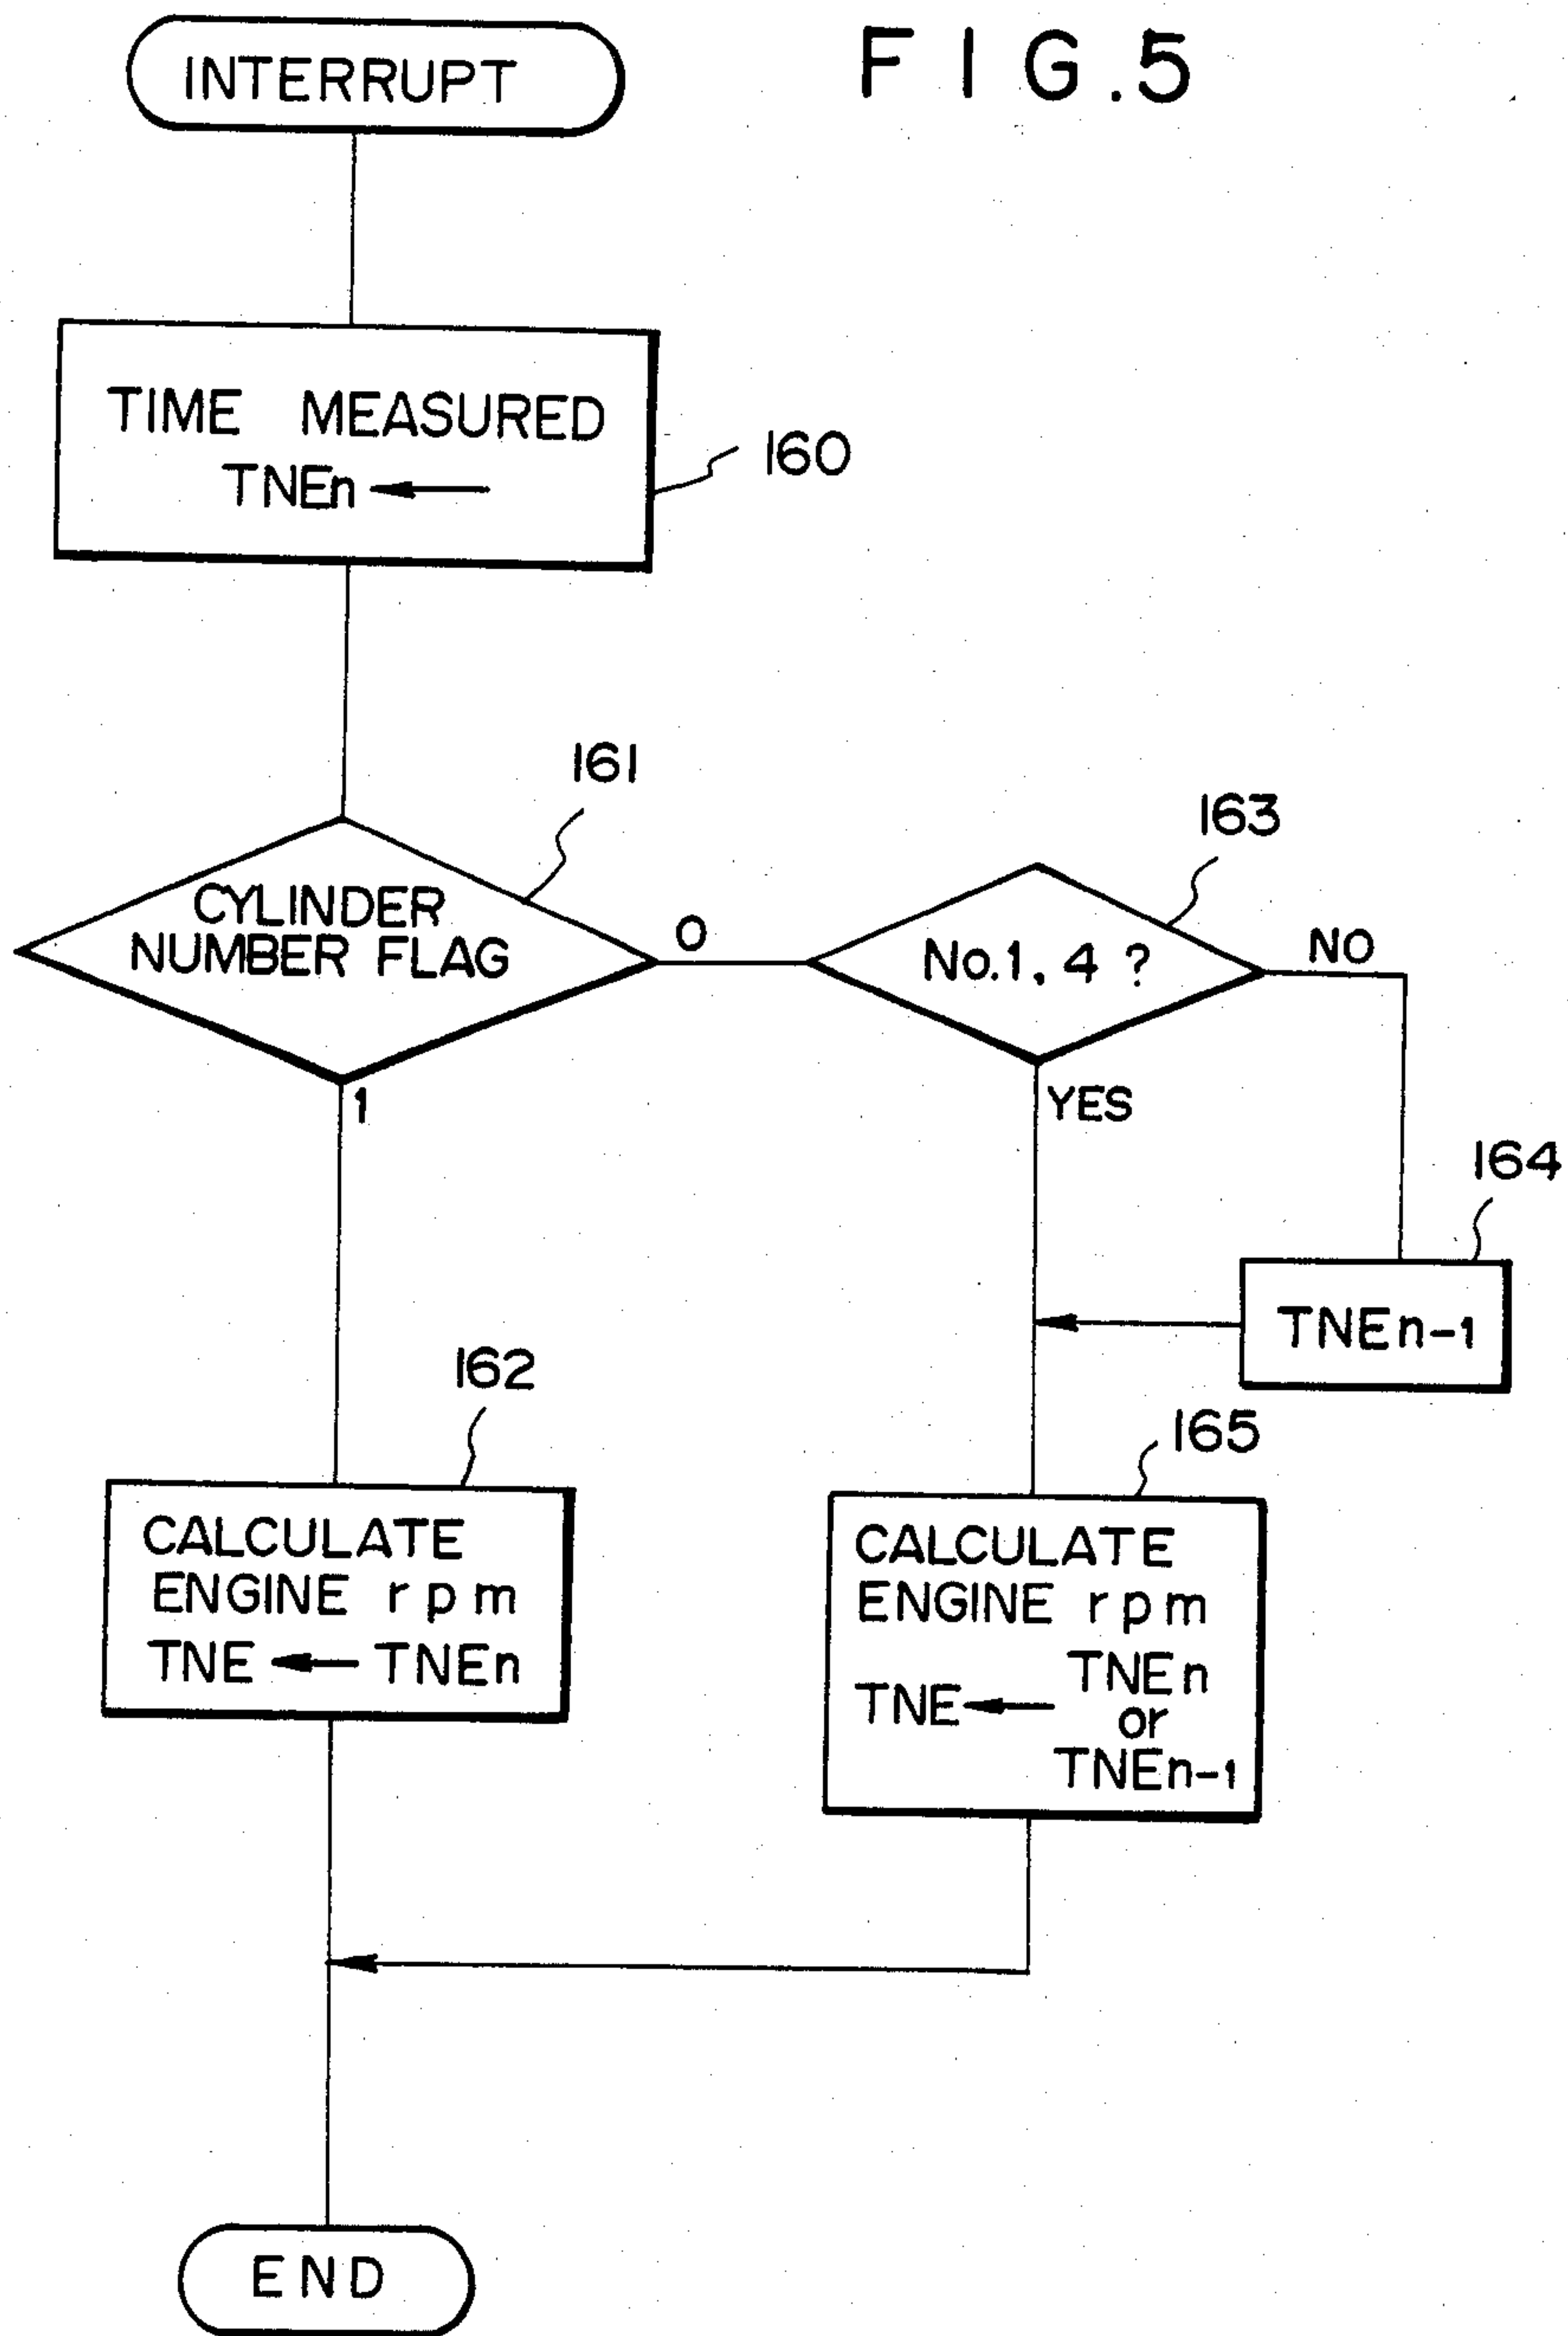 FIG.5
INTERRUPT
TIME MEASURED
TNEn ←
160
161
CYLINDER
NUMBER FLAG
0
1
163
No.1, 4 ?
NO
YES
164
TNEn-1
162
CALCULATE
ENGINE rpm
TNE ← TNEn
165
CALCULATE
ENGINE rpm
TNE ← TNEn
or
TNEn-1
END